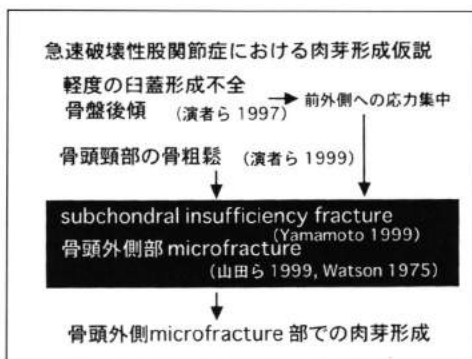 急速破壊性股関節症における肉芽形成仮説
軽度の臼蓋形成不全
骨盤後傾 (演者ら 1997) 前外側への応力集中
骨頭頸部の骨粗鬆 (演者ら 1999)
subchondral insufficiency fracture
(Yamamoto 1999)
骨頭外側部 microfracture
(山田ら 1999, Watson 1975)
骨頭外側microfracture 部での肉芽形成